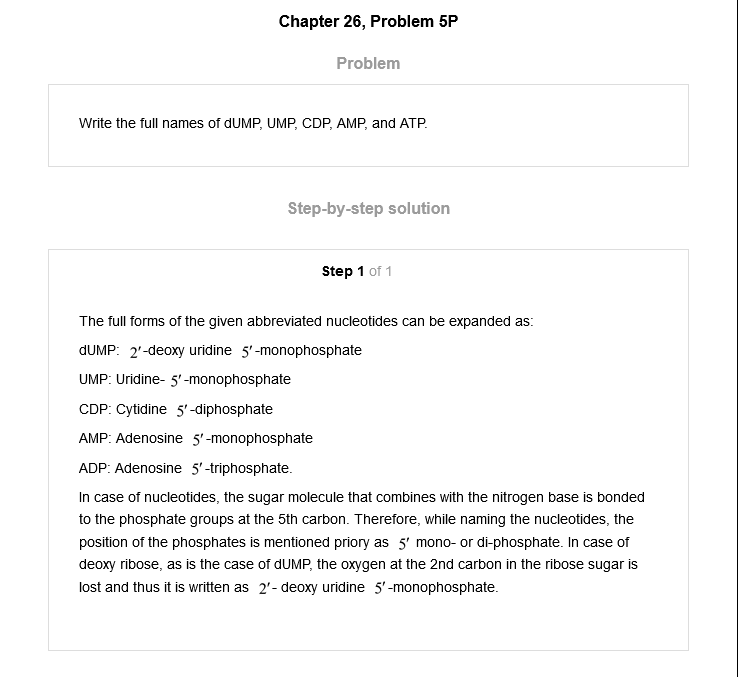 Chapter 26, Problem 5P
Problem
Write the full names of dUMP, UMP, CDP, AMP, and ATP.
Step-by-step solution
Step 1 of 1
The full forms of the given abbreviated nucleotides can be expanded as:
dUMP: 2′-deoxy uridine 5′-monophosphate
UMP: Uridine- 5′-monophosphate
CDP: Cytidine 5′-diphosphate
AMP: Adenosine 5′-monophosphate
ADP: Adenosine 5′-triphosphate.
In case of nucleotides, the sugar molecule that combines with the nitrogen base is bonded
to the phosphate groups at the 5th carbon. Therefore, while naming the nucleotides, the
position of the phosphates is mentioned priory as 5′ mono- or di-phosphate. In case of
deoxy ribose, as is the case of dUMP, the oxygen at the 2nd carbon in the ribose sugar is
lost and thus it is written as 2′- deoxy uridine 5′-monophosphate.